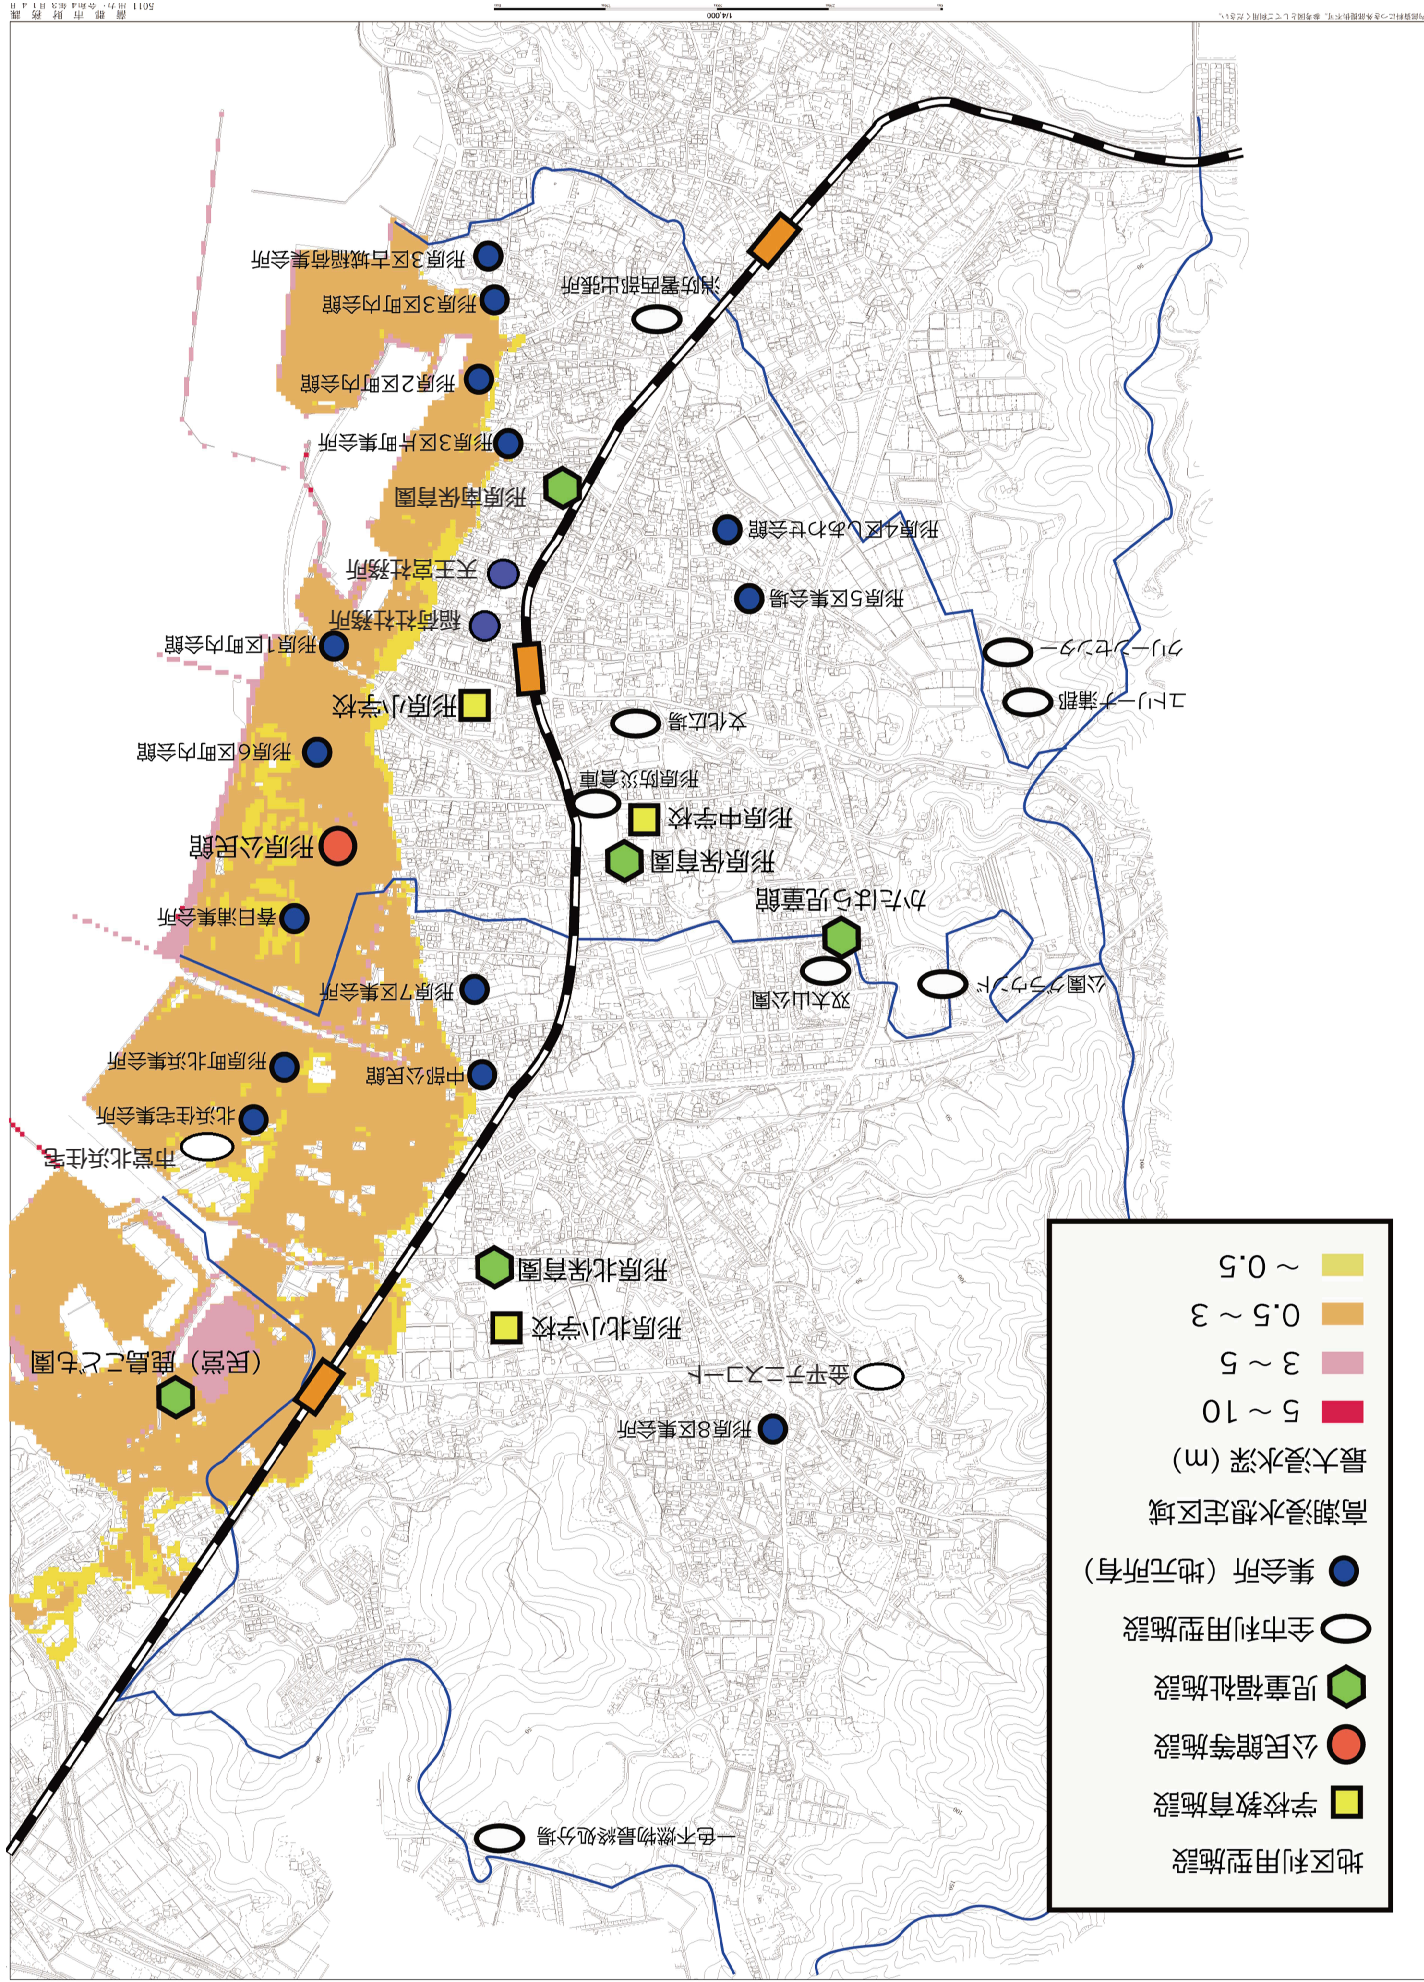 地区利用型施設
学校教育施設
公民館等施設
児童福祉施設
全市利用型施設
集会所（地元所有）
高潮浸水想定区域
最大浸水深 (m)
5 ~ 10
3 ~ 5
0.5 ~ 3
~ 0.5
一色不燃物最終処分場
形原8区集会所
金平テニスコート
（民営）鹿島こども園
形原北小学校
形原北保育園
市営北浜住宅
北浜住宅集会所
中部公民館
形原町北浜集会所
双太山公園
形原7区集会所
公園グラウンド
春日浦集会所
かたはら児童館
形原保育園
形原公民館
形原中学校
形原防災倉庫
形原6区町内会館
文化広場
形原小学校
ユトリーナ蒲郡
クリーンセンター
形原1区町内会館
稲荷社社務所
形原5区集会場
天王宮社務所
形原4区しあわせ会館
形原南保育園
形原3区片町集会所
形原2区町内会館
形原3区町内会館
消防署西部出張所
形原3区古城稲荷集会所
1/4,000
蒲郡市財務課